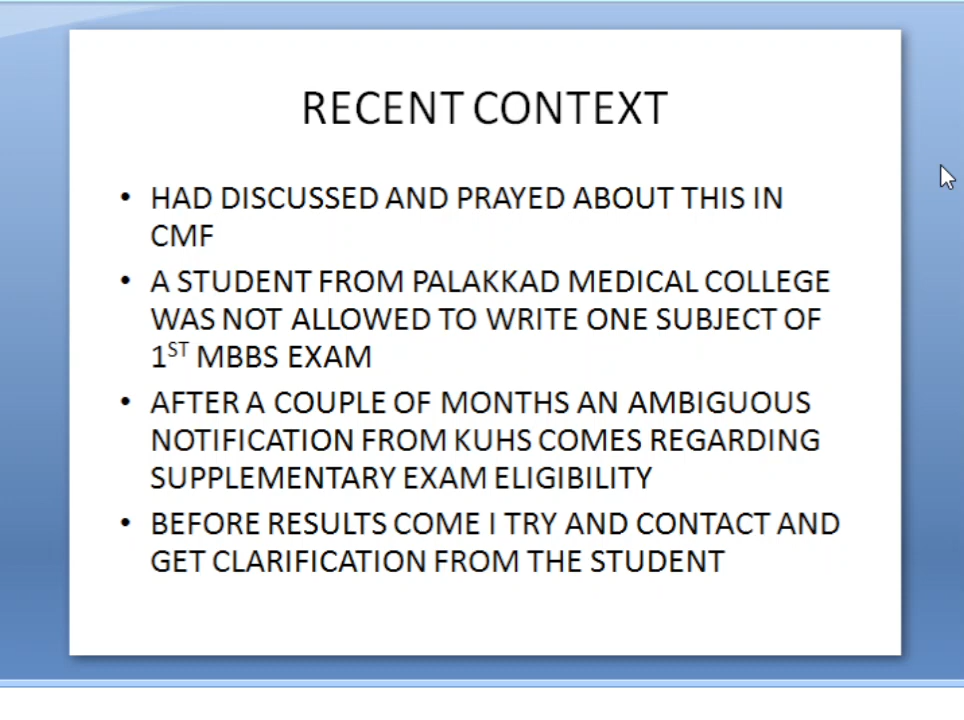 RECENT CONTEXT
• HAD DISCUSSED AND PRAYED ABOUT THIS IN
CMF
• A STUDENT FROM PALAKKAD MEDICAL COLLEGE
WAS NOT ALLOWED TO WRITE ONE SUBJECT OF
1ST MBBS EXAM
• AFTER A COUPLE OF MONTHS AN AMBIGUOUS
NOTIFICATION FROM KUHS COMES REGARDING
SUPPLEMENTARY EXAM ELIGIBILITY
• BEFORE RESULTS COME I TRY AND CONTACT AND
GET CLARIFICATION FROM THE STUDENT